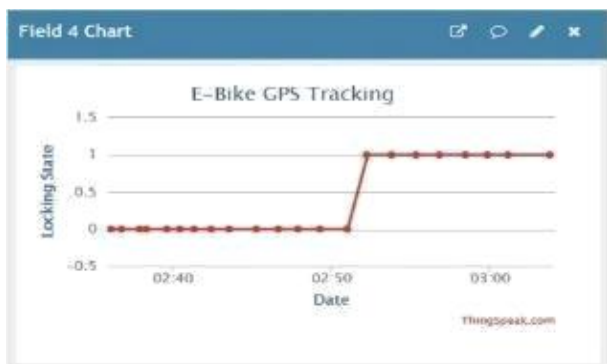 Field 4 Chart
E-Bike GPS Tracking
Locking State
1.5
1
0.5
0
-0.5
02:40
02:50
03:00
Date
ThingSpeak.com